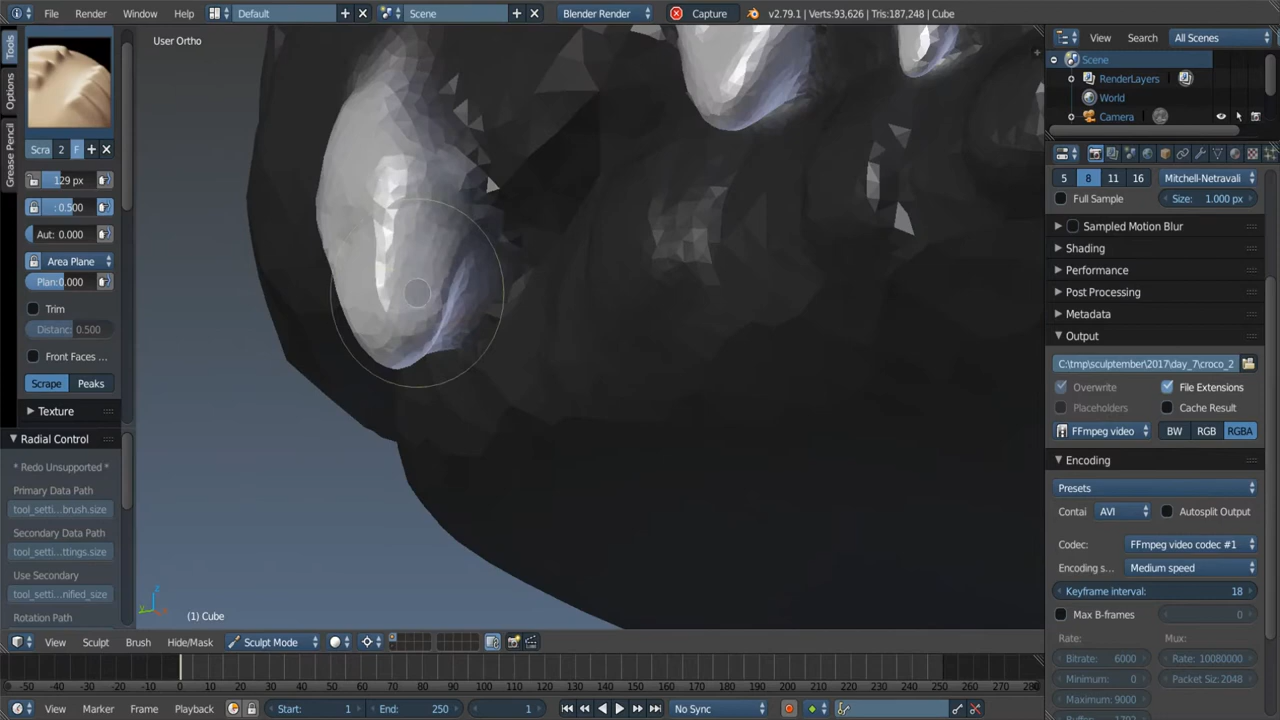 File Render Window Help Default Scene Blender Render Capture v2.79.1 | Verts:93,626 | Tris:187,248 | Cube
User Ortho
Tools
Options
Grease Pencil
Scra 2 F
129 px
: 0.500
Aut: 0.000
Area Plane
Plan:0.000
Trim
Distanc: 0.500
Front Faces ...
Scrape Peaks
Texture
Radial Control
* Redo Unsupported *
Primary Data Path
tool_setti...brush.size
Secondary Data Path
tool_setti...ttings.size
Use Secondary
tool_setti...nified_size
Rotation Path
(1) Cube
View Sculpt Brush Hide/Mask Sculpt Mode
-50 -40 -30 -20 -10 0 10 20 30 40 50 60 70 80 90 100 110 120 130 140 150 160 170 180 190 200 210 220 230 240 250 260 270 280
View Marker Frame Playback Start: 1 End: 250 1 No Sync
View Search All Scenes
Scene
RenderLayers
World
Camera
5 8 11 16 Mitchell-Netravali
Full Sample Size: 1.000 px
Sampled Motion Blur
Shading
Performance
Post Processing
Metadata
Output
C:\tmp\sculptember\2017\day_7\croco_2
Overwrite File Extensions
Placeholders Cache Result
FFmpeg video BW RGB RGBA
Encoding
Presets
Contai AVI Autosplit Output
Codec: FFmpeg video codec #1
Encoding s... Medium speed
Keyframe interval: 18
Max B-frames 0
Rate: Mux:
Bitrate: 6000 Rate: 10080000
Minimum: 0 Packet Siz:2048
Maximum: 9000